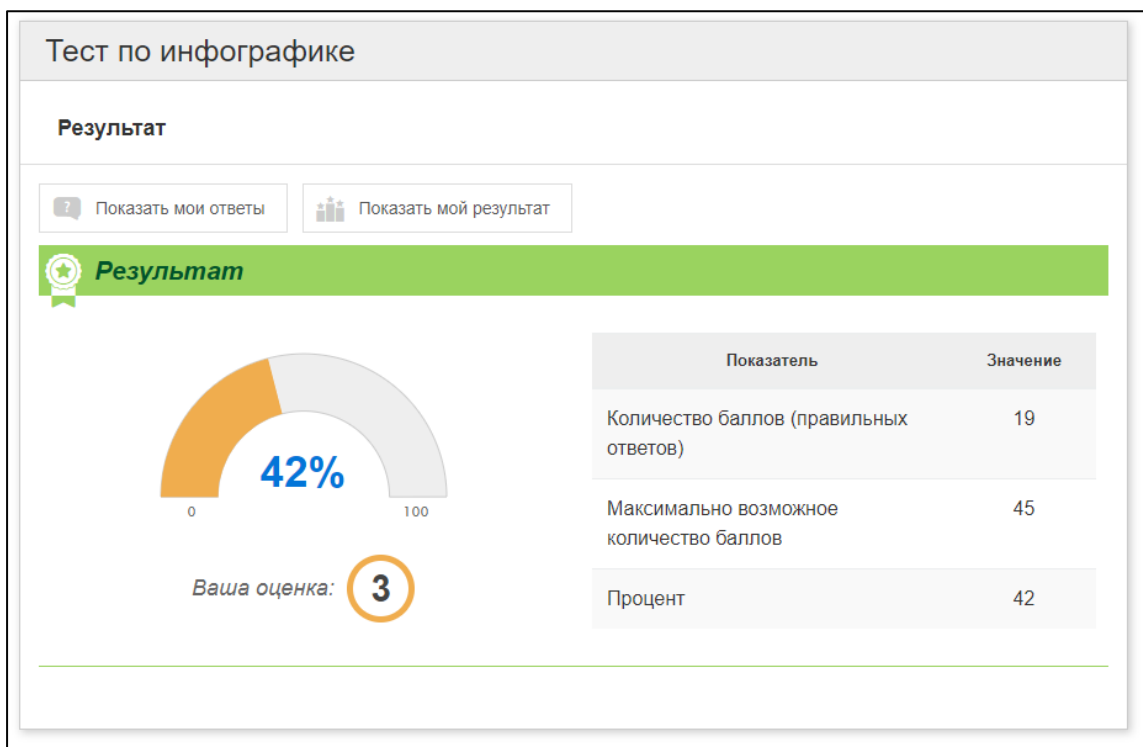 Тест по инфографике
Результат
Показать мои ответы
Показать мой результат
Результат
42%
0
100
Ваша оценка: 3
Показатель Значение
Количество баллов (правильных 19
ответов)
Максимально возможное 45
количество баллов
Процент 42